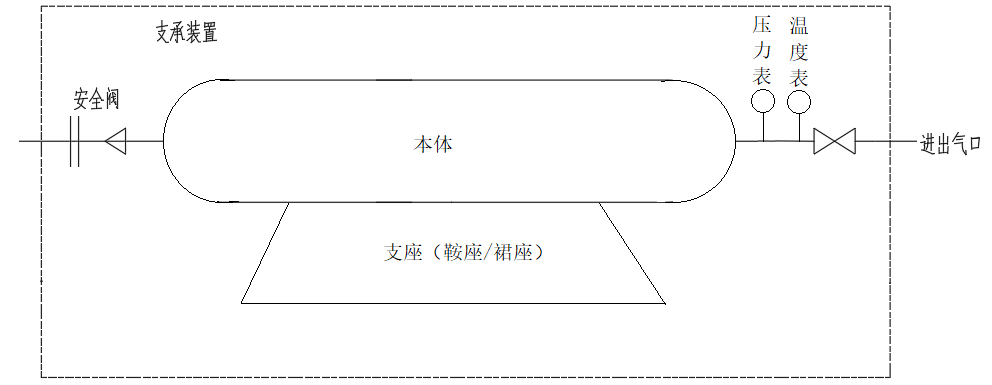 支承装置
压力表
温度表
安全阀
本体
进出气口
支座（鞍座/裙座）